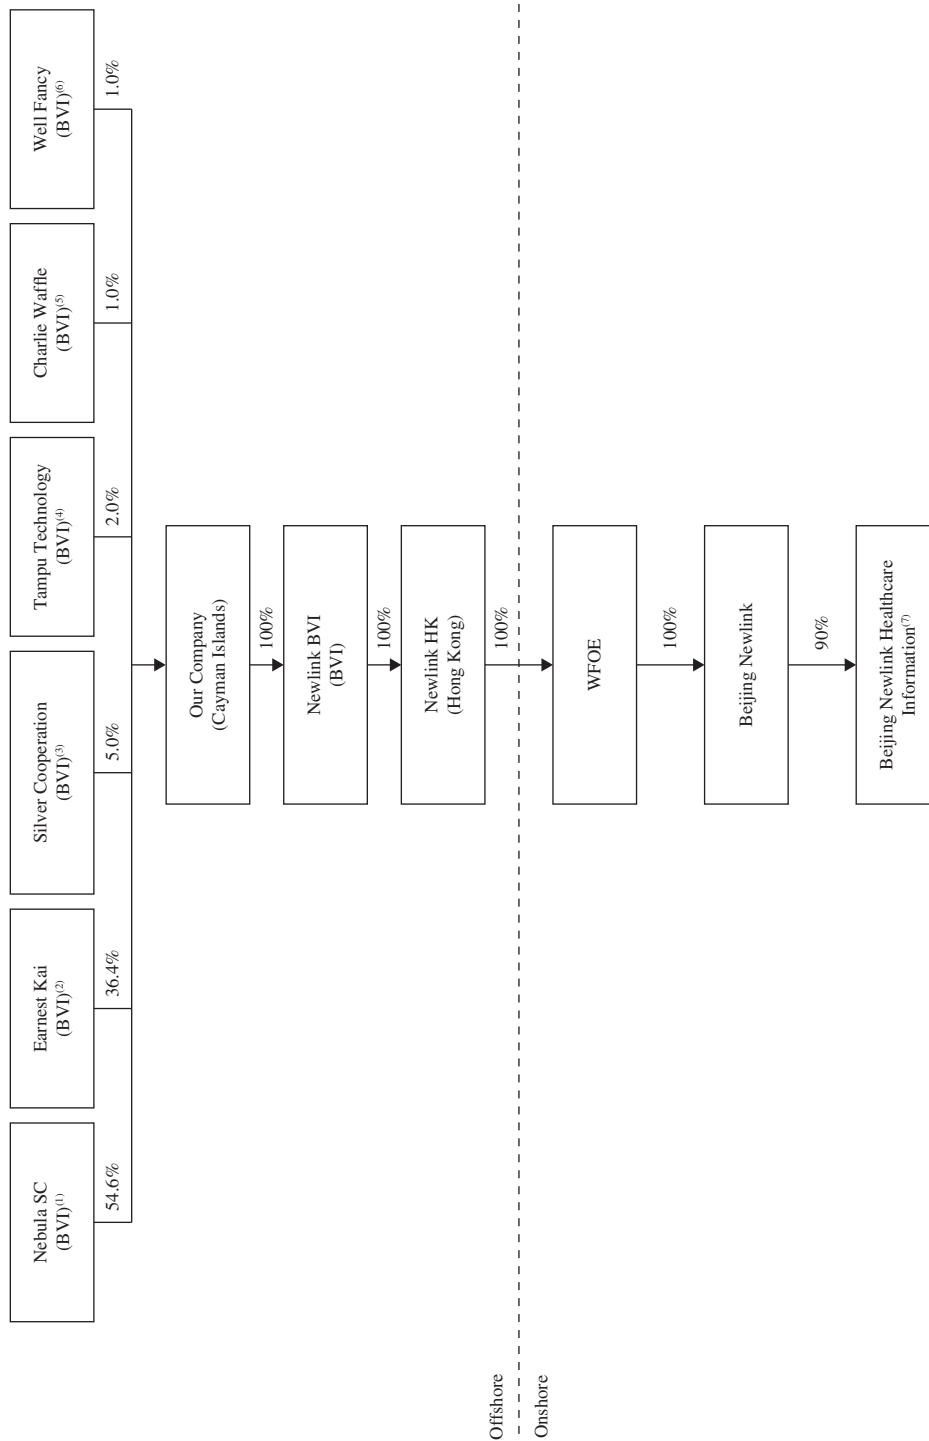 Nebula SC
(BVI)(1)
Earnest Kai
(BVI)(2)
Silver Cooperation
(BVI)(3)
Tampu Technology
(BVI)(4)
Charlie Waffle
(BVI)(5)
Well Fancy
(BVI)(6)
54.6%
36.4%
5.0%
2.0%
1.0%
1.0%
Our Company
(Cayman Islands)
100%
Newlink BVI
(BVI)
100%
Newlink HK
(Hong Kong)
100%
Offshore
Onshore
WFOE
100%
Beijing Newlink
90%
Beijing Newlink Healthcare
Information(7)